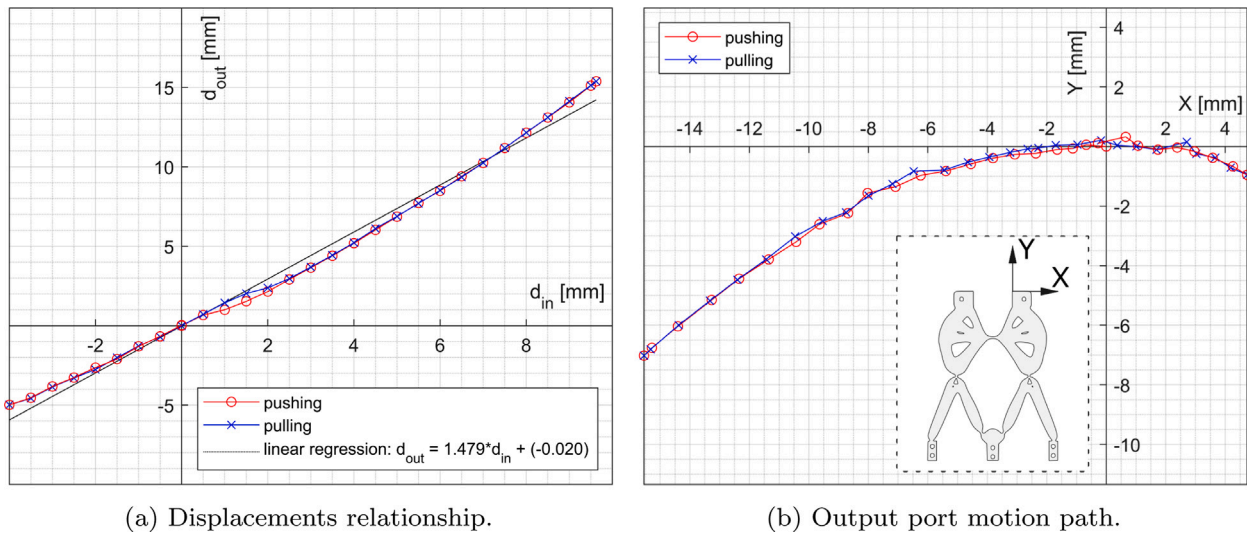 d_out [mm]
15
10
5
-5
-2
2
4
6
8
d_in [mm]
pushing
pulling
pushing
pulling
linear regression: d_out = 1.479*d_in + (-0.020)
(a) Displacements relationship.
pushing
pulling
Y [mm]
X [mm]
4
2
-14
-12
-10
-8
-6
-4
-2
2
4
-2
-4
-6
-8
-10
Y
X
(b) Output port motion path.